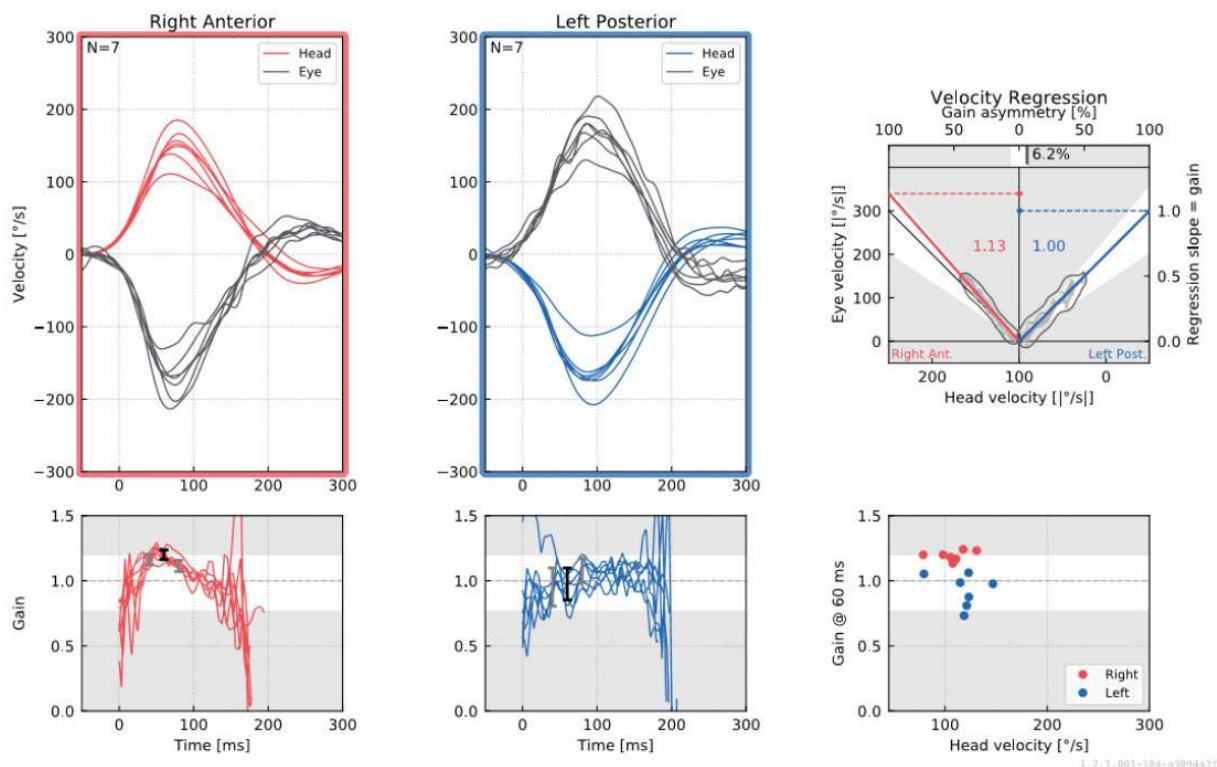 Right Anterior
N=7
Head
Eye
300
200
100
0
−100
−200
−300
Velocity [°/s]
0
100
200
300
Left Posterior
N=7
Head
Eye
300
200
100
0
−100
−200
−300
0
100
200
300
Velocity Regression
Gain asymmetry [%]
100
50
0
50
100
6.2%
300
200
100
0
Eye velocity [|°/s|]
1.13
1.00
1.0
0.5
0.0
Regression slope = gain
Right Ant.
Left Post.
200
100
0
Head velocity [|°/s|]
1.5
1.0
0.5
0.0
Gain
0
100
200
300
Time [ms]
1.5
1.0
0.5
0.0
0
100
200
300
Time [ms]
1.5
1.0
0.5
0.0
Gain @ 60 ms
Right
Left
100
200
300
Head velocity [°/s]